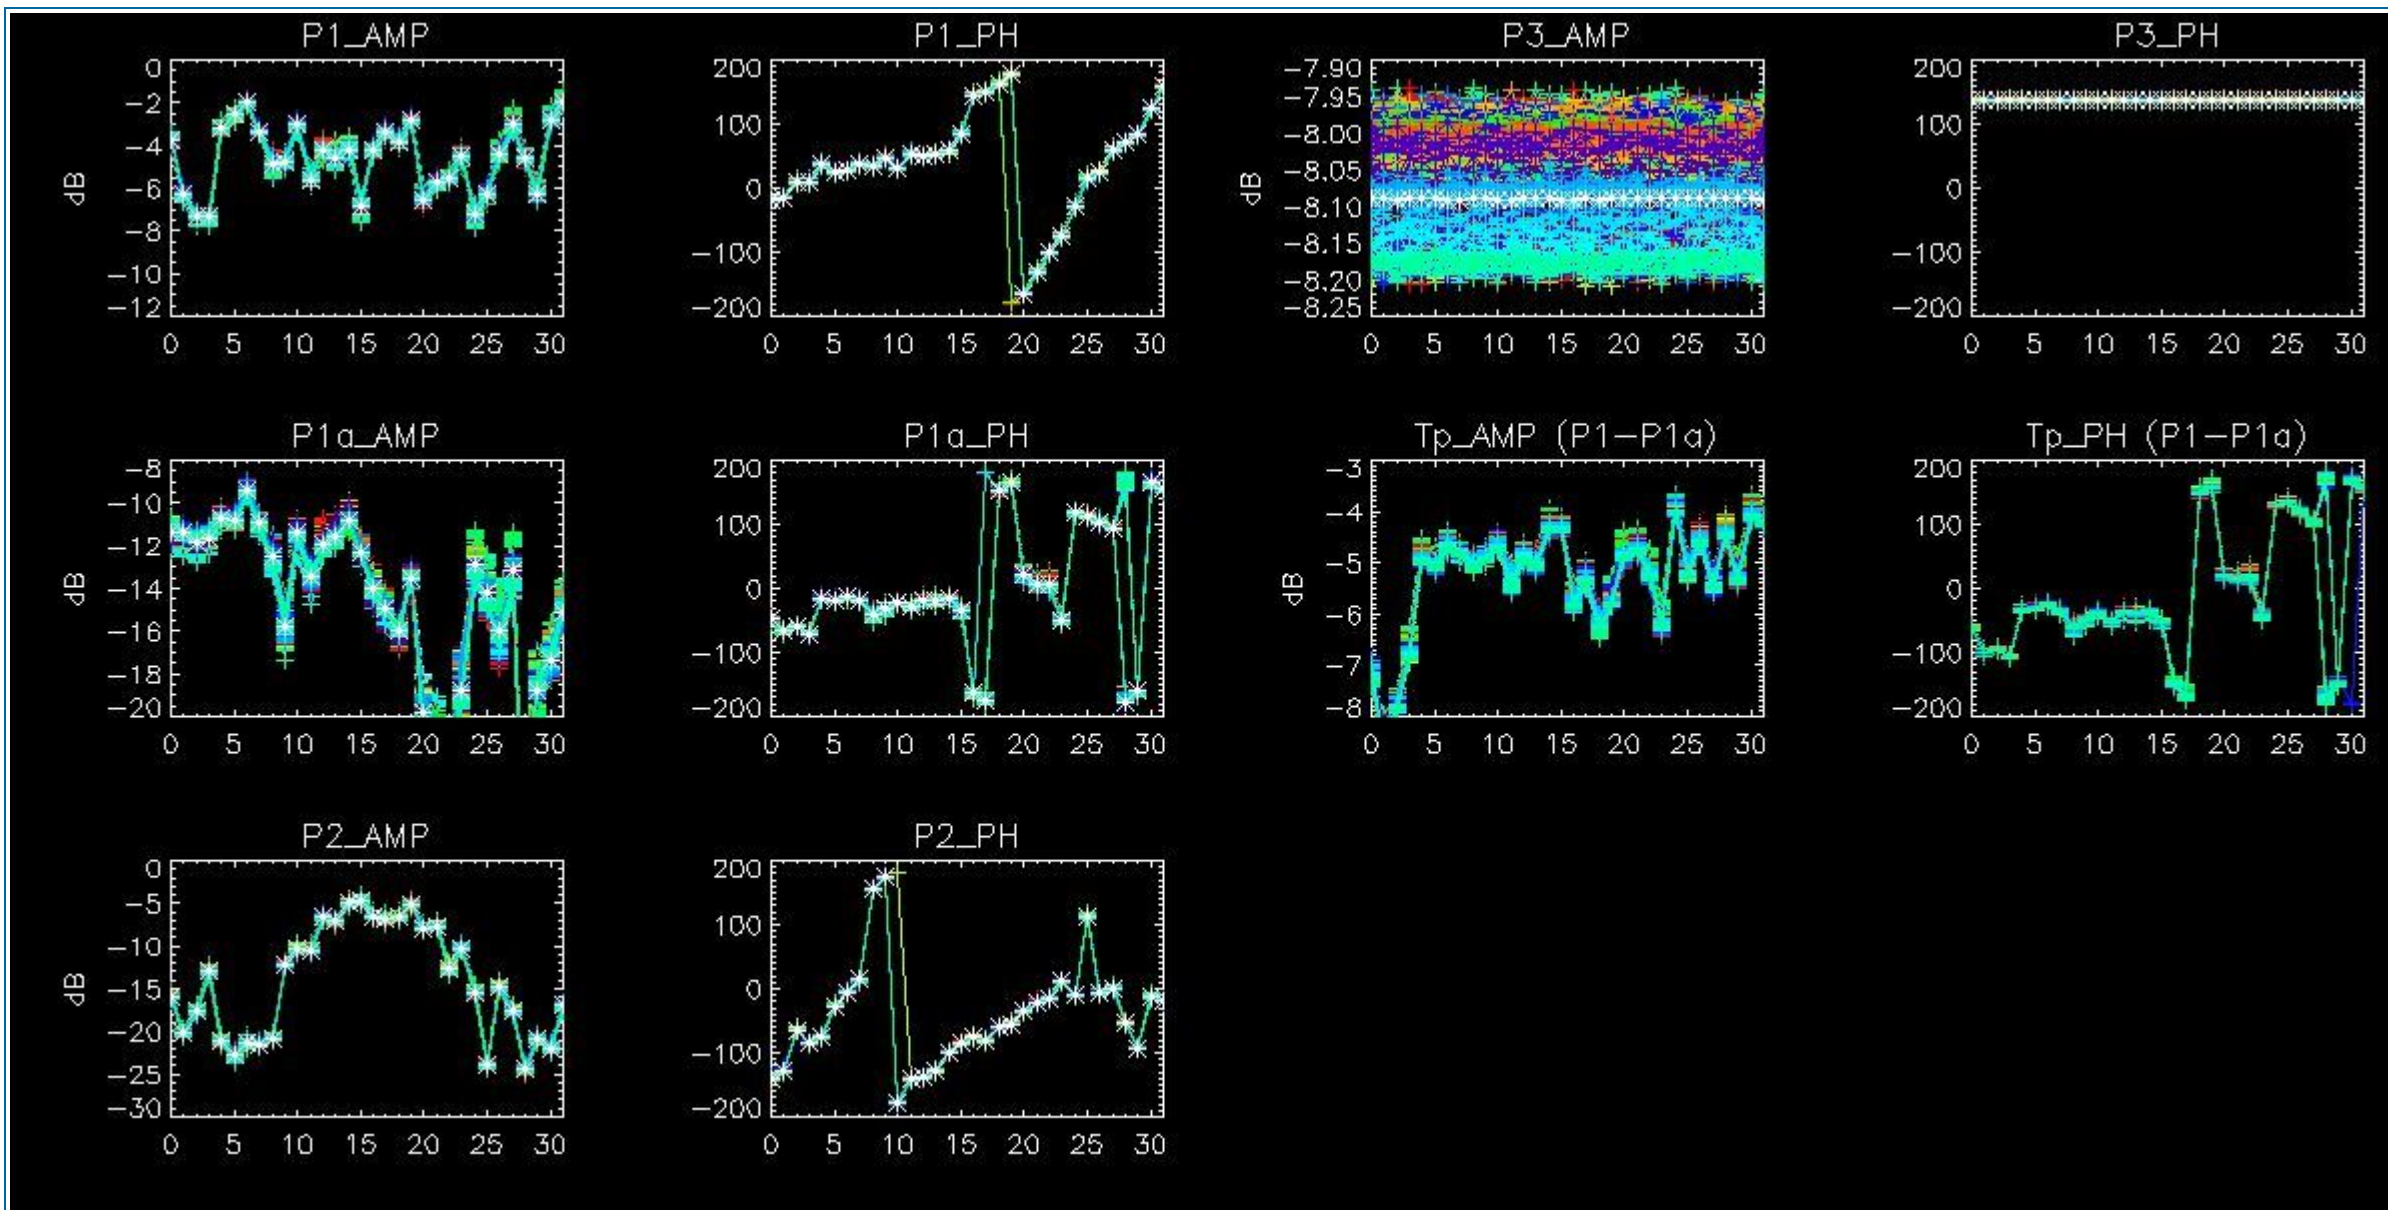 P1_AMP P1_PH P3_AMP P3_PH
0 200 −7.90 200
−2 −7.95
100 100
−4 −8.00
dB −6 0 dB −8.05 0
−8 −8.10
−10 −100 −8.15 −100
−8.20
−12 −200 −8.25 −200
0 5 10 15 20 25 30 0 5 10 15 20 25 30 0 5 10 15 20 25 30 0 5 10 15 20 25 30
P1a_AMP P1a_PH Tp_AMP (P1−P1a) Tp_PH (P1−P1a)
−8 200 −3 200
−10 100 −4 100
−12
dB −14 0 dB −5 0
−16 −6
−18 −100 −7 −100
−20 −200 −8 −200
0 5 10 15 20 25 30 0 5 10 15 20 25 30 0 5 10 15 20 25 30 0 5 10 15 20 25 30
P2_AMP P2_PH
0 200
−5
−10 100
dB −15 0
−20 −100
−25
−30 −200
0 5 10 15 20 25 30 0 5 10 15 20 25 30